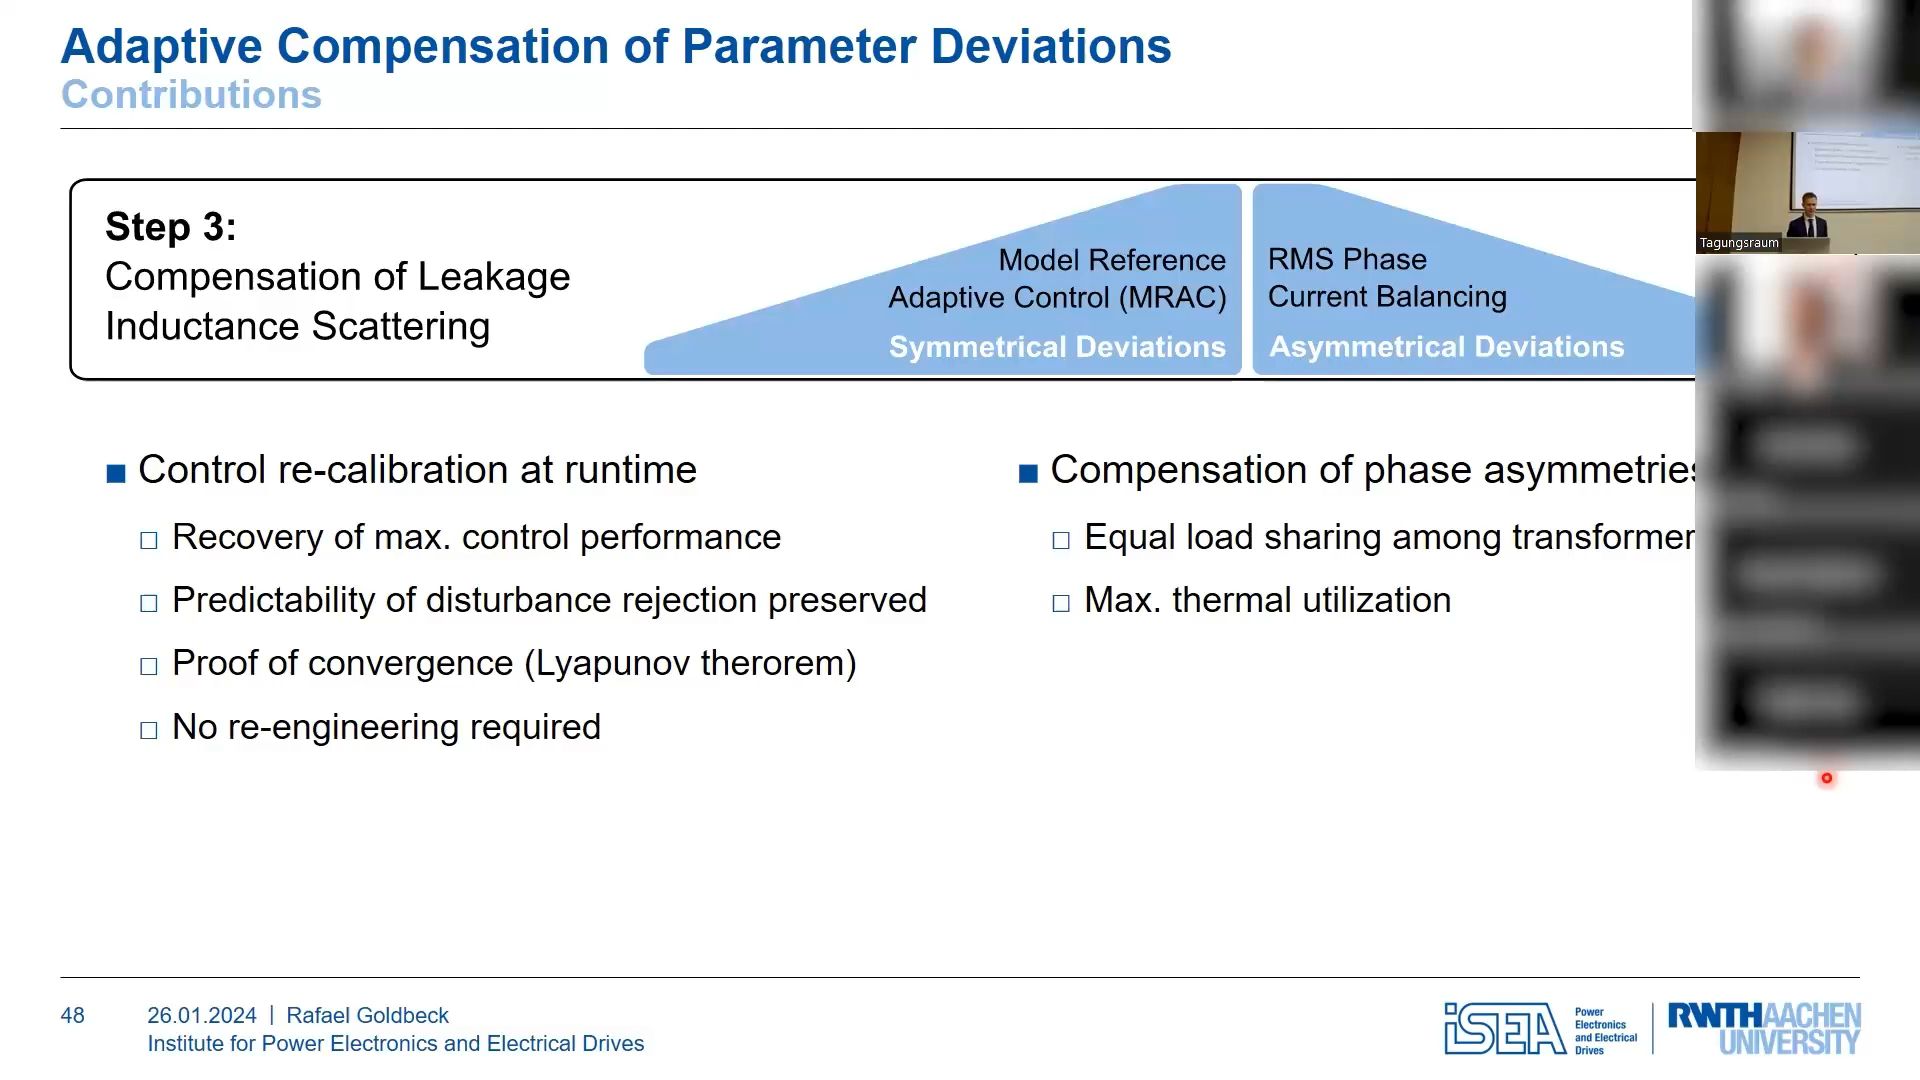 Adaptive Compensation of Parameter Deviations
Contributions
Step 3:
Compensation of Leakage
Inductance Scattering
Model Reference
Adaptive Control (MRAC)
Symmetrical Deviations
RMS Phase
Current Balancing
Asymmetrical Deviations
Tagungsraum
■ Control re-calibration at runtime
□ Recovery of max. control performance
□ Predictability of disturbance rejection preserved
□ Proof of convergence (Lyapunov therorem)
□ No re-engineering required
■ Compensation of phase asymmetries
□ Equal load sharing among transformer
□ Max. thermal utilization
48
26.01.2024 | Rafael Goldbeck
Institute for Power Electronics and Electrical Drives
iSEA
Power
Electronics
and Electrical
Drives
RWTHAACHEN
UNIVERSITY